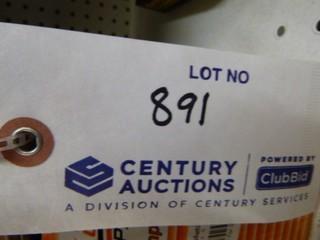 LOT NO
891
CENTURY AUCTIONS
POWERED BY
ClubBid
A DIVISION OF CENTURY SERVICES